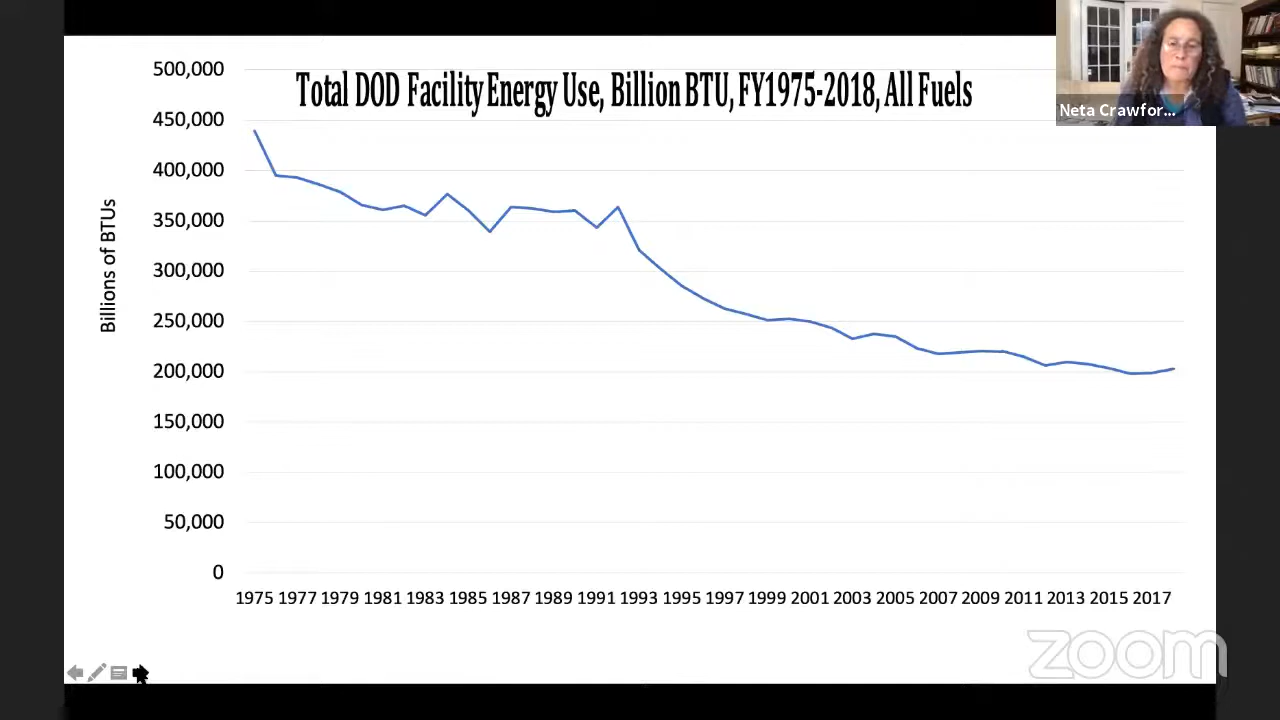 Total DOD Facility Energy Use, Billion BTU, FY1975-2018, All Fuels
Neta Crawfor...
Billions of BTUs
500,000
450,000
400,000
350,000
300,000
250,000
200,000
150,000
100,000
50,000
0
1975 1977 1979 1981 1983 1985 1987 1989 1991 1993 1995 1997 1999 2001 2003 2005 2007 2009 2011 2013 2015 2017
zoom